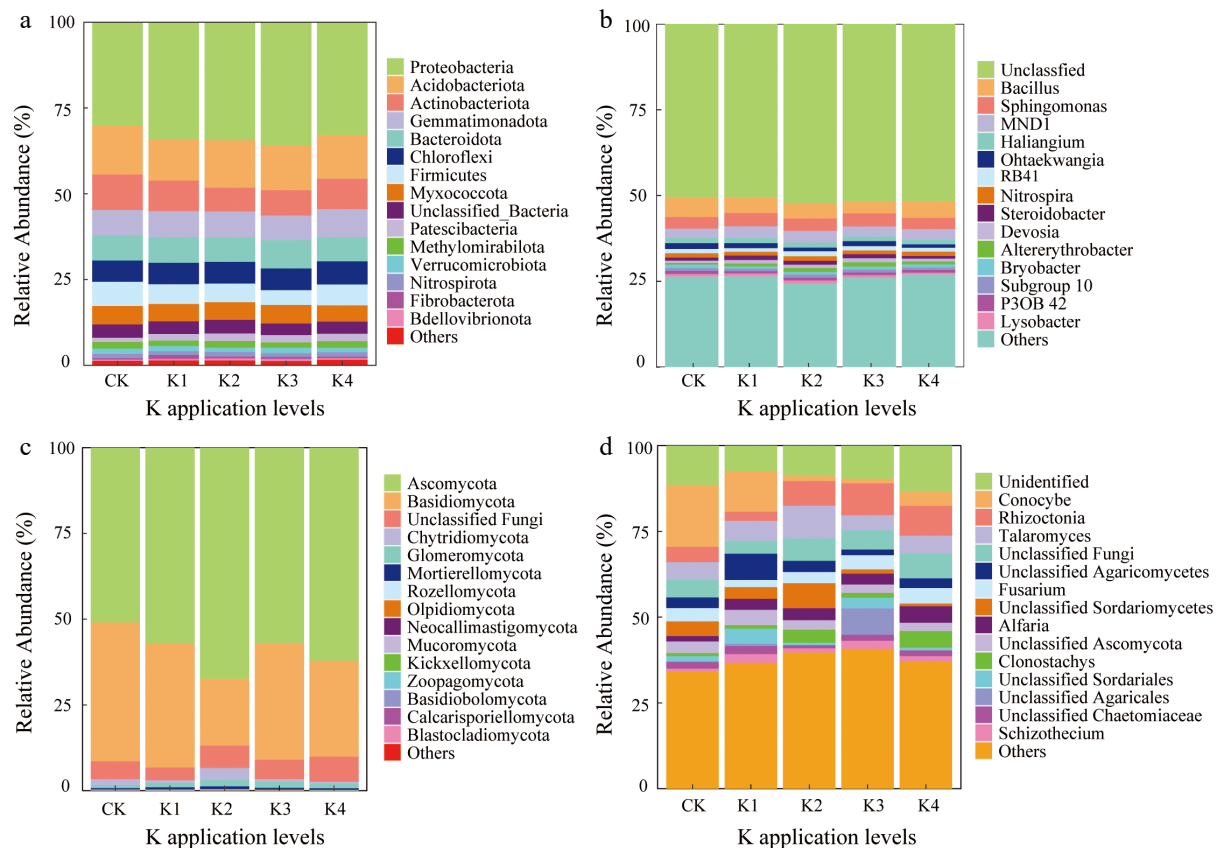 a
100
75
50
25
0
Relative Abundance (%)
CK K1 K2 K3 K4
K application levels
Proteobacteria
Acidobacteriota
Actinobacteriota
Gemmatimonadota
Bacteroidota
Chloroflexi
Firmicutes
Myxococcota
Unclassified_Bacteria
Patescibacteria
Methylomirabilota
Verrucomicrobiota
Nitrospirota
Fibrobacterota
Bdellovibrionota
Others
b
100
75
50
25
0
Relative Abundance (%)
CK K1 K2 K3 K4
K application levels
Unclassfied
Bacillus
Sphingomonas
MND1
Haliangium
Ohtaekwangia
RB41
Nitrospira
Steroidobacter
Devosia
Altererythrobacter
Bryobacter
Subgroup 10
P3OB 42
Lysobacter
Others
c
100
75
50
25
0
Relative Abundance (%)
CK K1 K2 K3 K4
K application levels
Ascomycota
Basidiomycota
Unclassified Fungi
Chytridiomycota
Glomeromycota
Mortierellomycota
Rozellomycota
Olpidiomycota
Neocallimastigomycota
Mucoromycota
Kickxellomycota
Zoopagomycota
Basidiobolomycota
Calcarisporiellomycota
Blastocladiomycota
Others
d
100
75
50
25
0
Relative Abundance (%)
CK K1 K2 K3 K4
K application levels
Unidentified
Conocybe
Rhizoctonia
Talaromyces
Unclassified Fungi
Unclassified Agaricomycetes
Fusarium
Unclassified Sordariomycetes
Alfaria
Unclassified Ascomycota
Clonostachys
Unclassified Sordariales
Unclassified Agaricales
Unclassified Chaetomiaceae
Schizothecium
Others